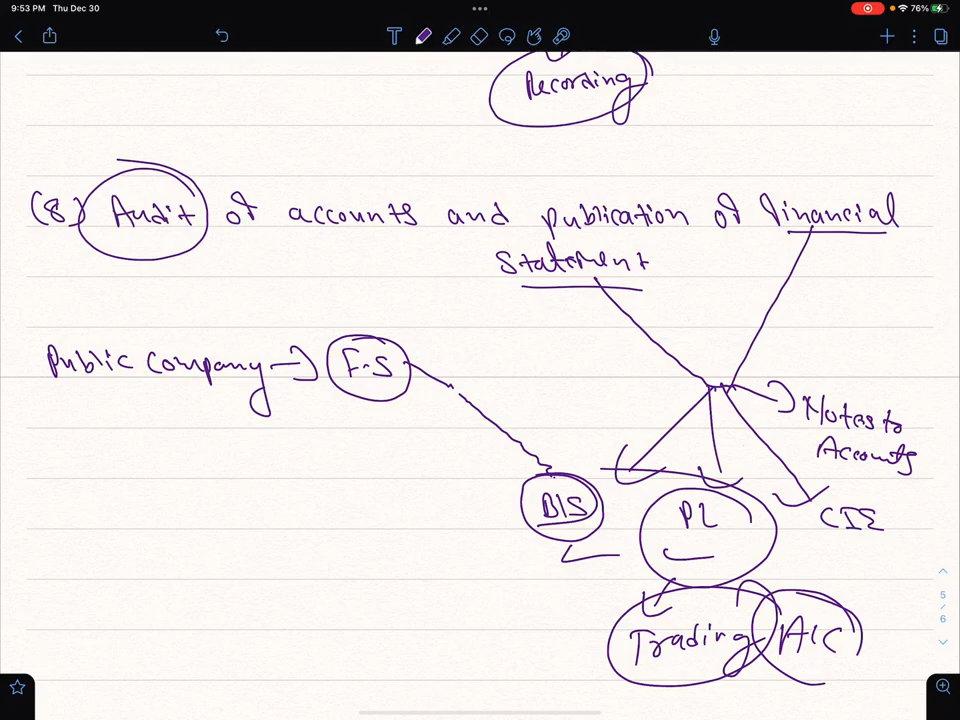 9:53 PM Thu Dec 30
76%
Recording
(8) Audit of accounts and publication of financial
statement
Public Company → F.S
Notes to
Accounts
B/S
PL
CIE
Trading A/C
5
/
6